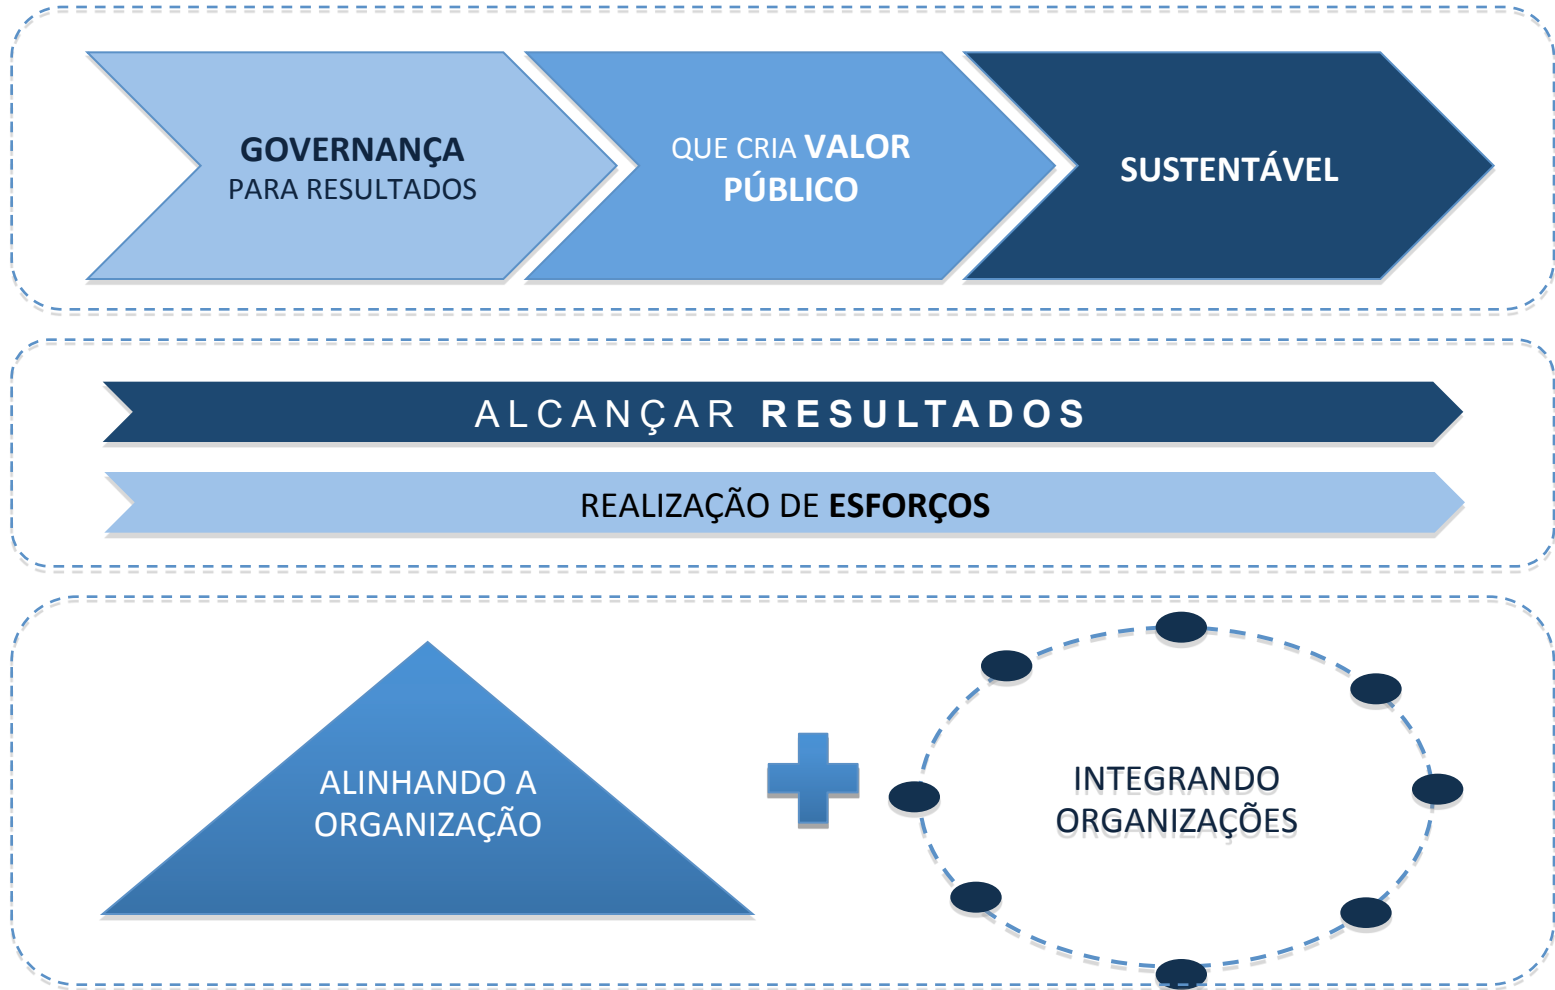 GOVERNANÇA
PARA RESULTADOS
QUE CRIA VALOR
PÚBLICO
SUSTENTÁVEL
ALCANÇAR RESULTADOS
REALIZAÇÃO DE ESFORÇOS
ALINHANDO A
ORGANIZAÇÃO
INTEGRANDO
ORGANIZAÇÕES